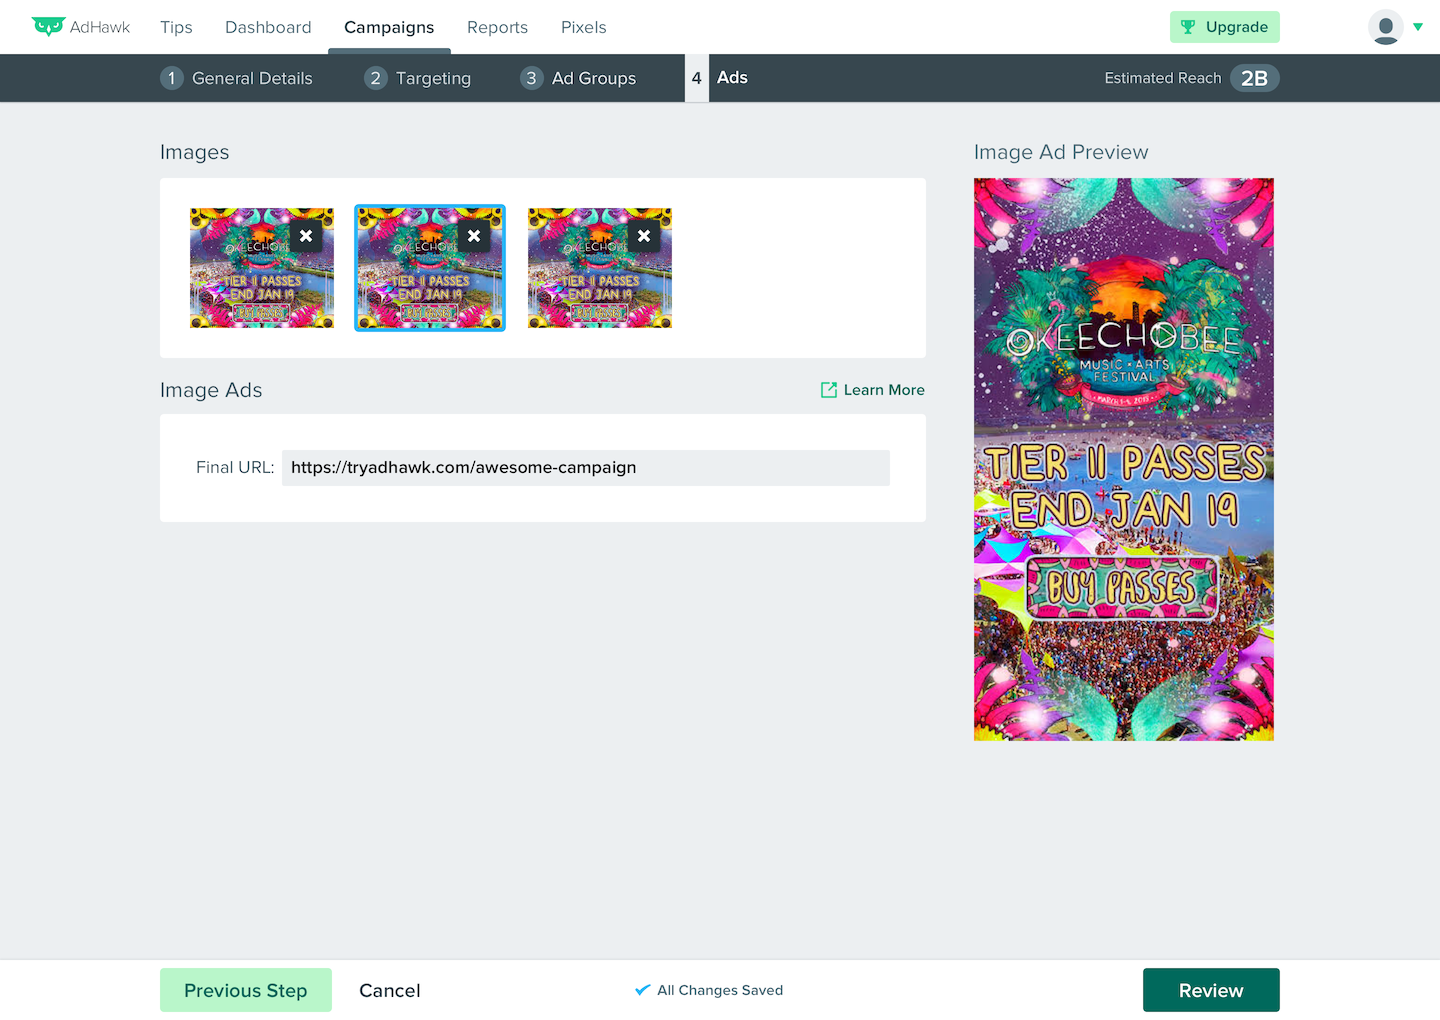 AdHawk
Tips
Dashboard
Campaigns
Reports
Pixels
Upgrade
1 General Details
2 Targeting
3 Ad Groups
4 Ads
Estimated Reach 2B
Images
Image Ad Preview
OKEECHOBEE
TIER II PASSES
END JAN 19
BUY PASSES
OKEECHOBEE
TIER II PASSES
END JAN 19
BUY PASSES
OKEECHOBEE
TIER II PASSES
END JAN 19
BUY PASSES
OKEECHOBEE
MUSIC • ARTS
FESTIVAL
TIER II PASSES
END JAN 19
BUY PASSES
Image Ads
Learn More
Final URL: https://tryadhawk.com/awesome-campaign
Previous Step
Cancel
All Changes Saved
Review